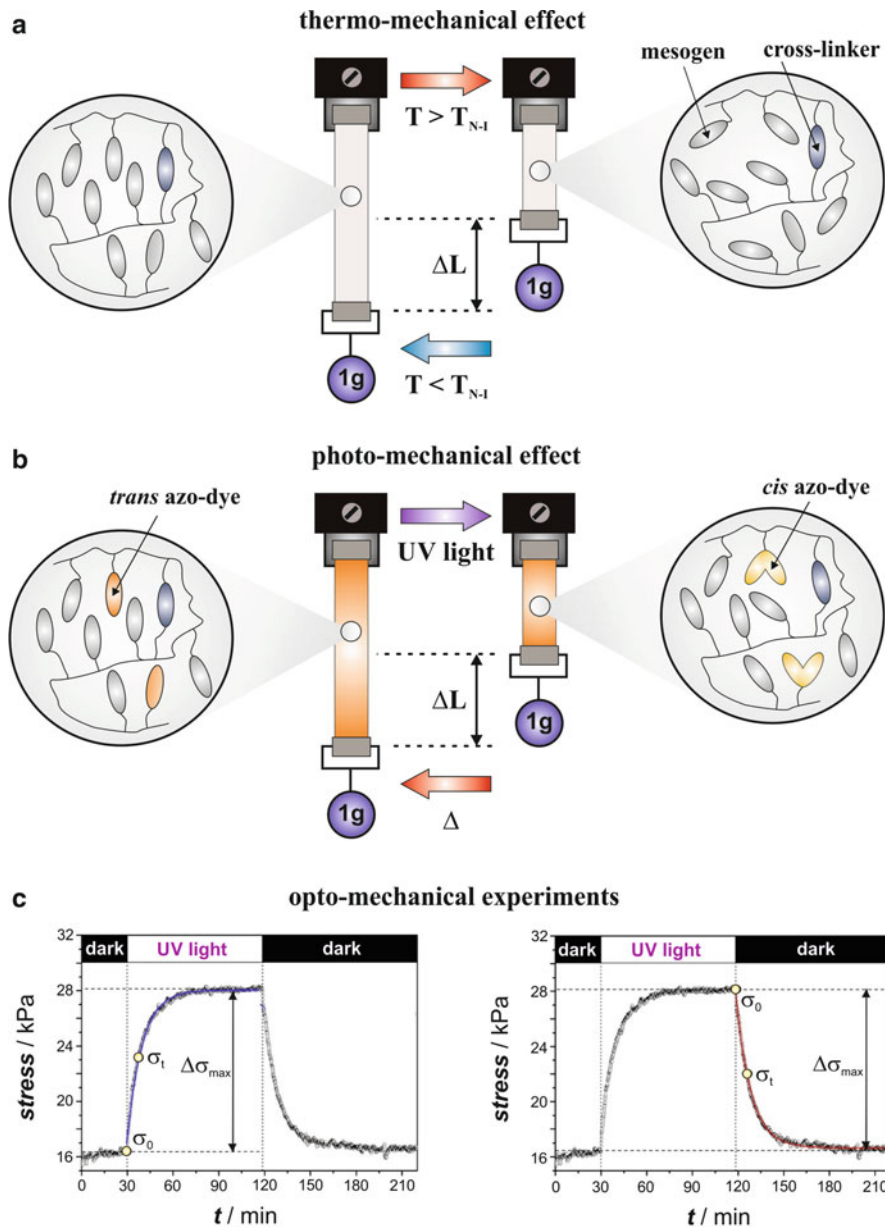 a
thermo-mechanical effect
mesogen
cross-linker
T > T_N-I
ΔL
1g
T < T_N-I
1g
b
photo-mechanical effect
trans azo-dye
cis azo-dye
UV light
ΔL
1g
1g
Δ
c
opto-mechanical experiments
32
dark UV light dark
28
24
20
16
σt
σ0
Δσmax
stress / kPa
0 30 60 90 120 150 180 210
t / min
32
dark UV light dark
28
24
20
16
σ0
σt
Δσmax
stress / kPa
0 30 60 90 120 150 180 210
t / min